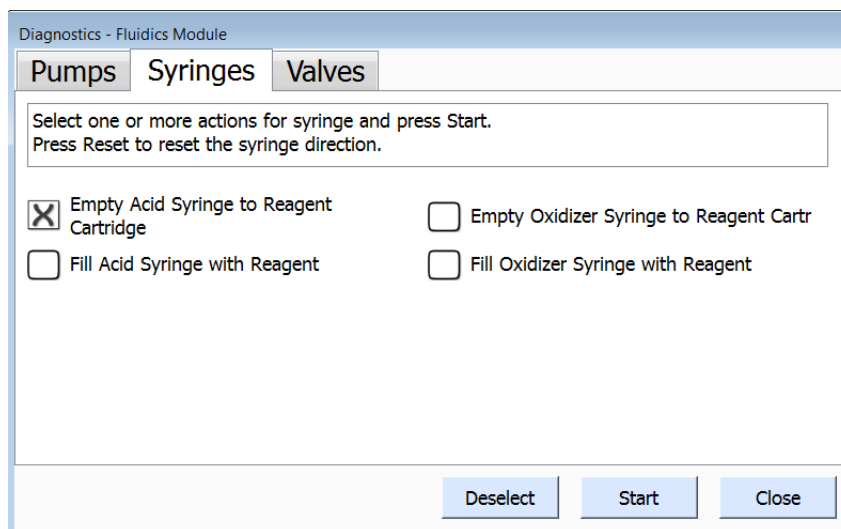 Diagnostics - Fluidics Module
Pumps Syringes Valves
Select one or more actions for syringe and press Start.
Press Reset to reset the syringe direction.
Empty Acid Syringe to Reagent
Cartridge
Empty Oxidizer Syringe to Reagent Cartr
Fill Acid Syringe with Reagent
Fill Oxidizer Syringe with Reagent
Deselect Start Close